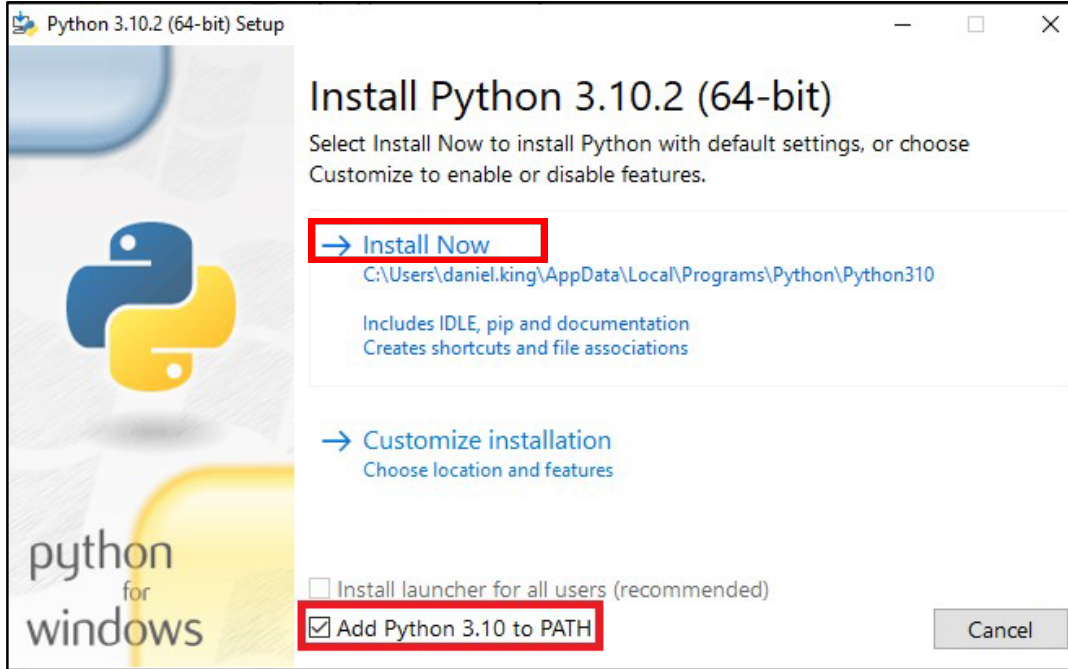 Python 3.10.2 (64-bit) Setup
Install Python 3.10.2 (64-bit)
Select Install Now to install Python with default settings, or choose
Customize to enable or disable features.
Install Now
C:\Users\daniel.king\AppData\Local\Programs\Python\Python310
Includes IDLE, pip and documentation
Creates shortcuts and file associations
Customize installation
Choose location and features
python
for
windows
Install launcher for all users (recommended)
Add Python 3.10 to PATH
Cancel